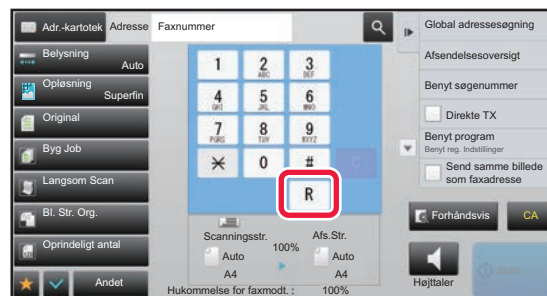 Adr.-kartotek Adresse Faxnummer
Belysning
Auto
Opløsning
Superfin
Original
Byg Job
Langsom Scan
Bl. Str. Org.
Oprindeligt antal
Andet
1 2 3
ABC DEF
4 5 6
GHI JKL MNO
7 8 9
PQRS TUV WXYZ
0 # C
R
Scanningsstr. 100% Afs.Str.
Auto Auto
A4 A4
Hukommelse for faxmodt. : 100%
Global adressesøgning
Afsendelsesoversigt
Benyt søgenummer
Direkte TX
Benyt program
Benyt reg. Indstillinger
Send samme billede
som faxadresse
Forhåndsvis CA
Højttaler
Start